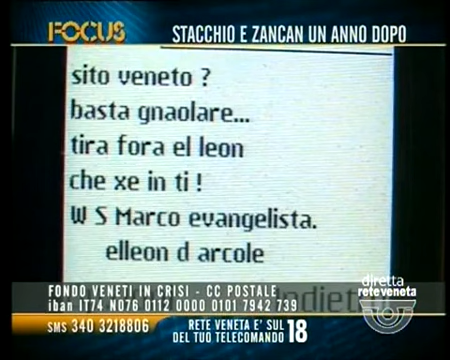 FOCUS
STACCHIO E ZANCAN UN ANNO DOPO
sito veneto ?
basta gnaolare...
tira fora el leon
che xe in ti !
W S Marco evangelista.
elleon d arcole
ndiet
diretta
reteveneta
FONDO VENETI IN CRISI - CC POSTALE
iban IT74 N076 0112 0000 0101 7942 739
SMS 340 3218806
RETE VENETA E' SUL
DEL TUO TELECOMANDO 18